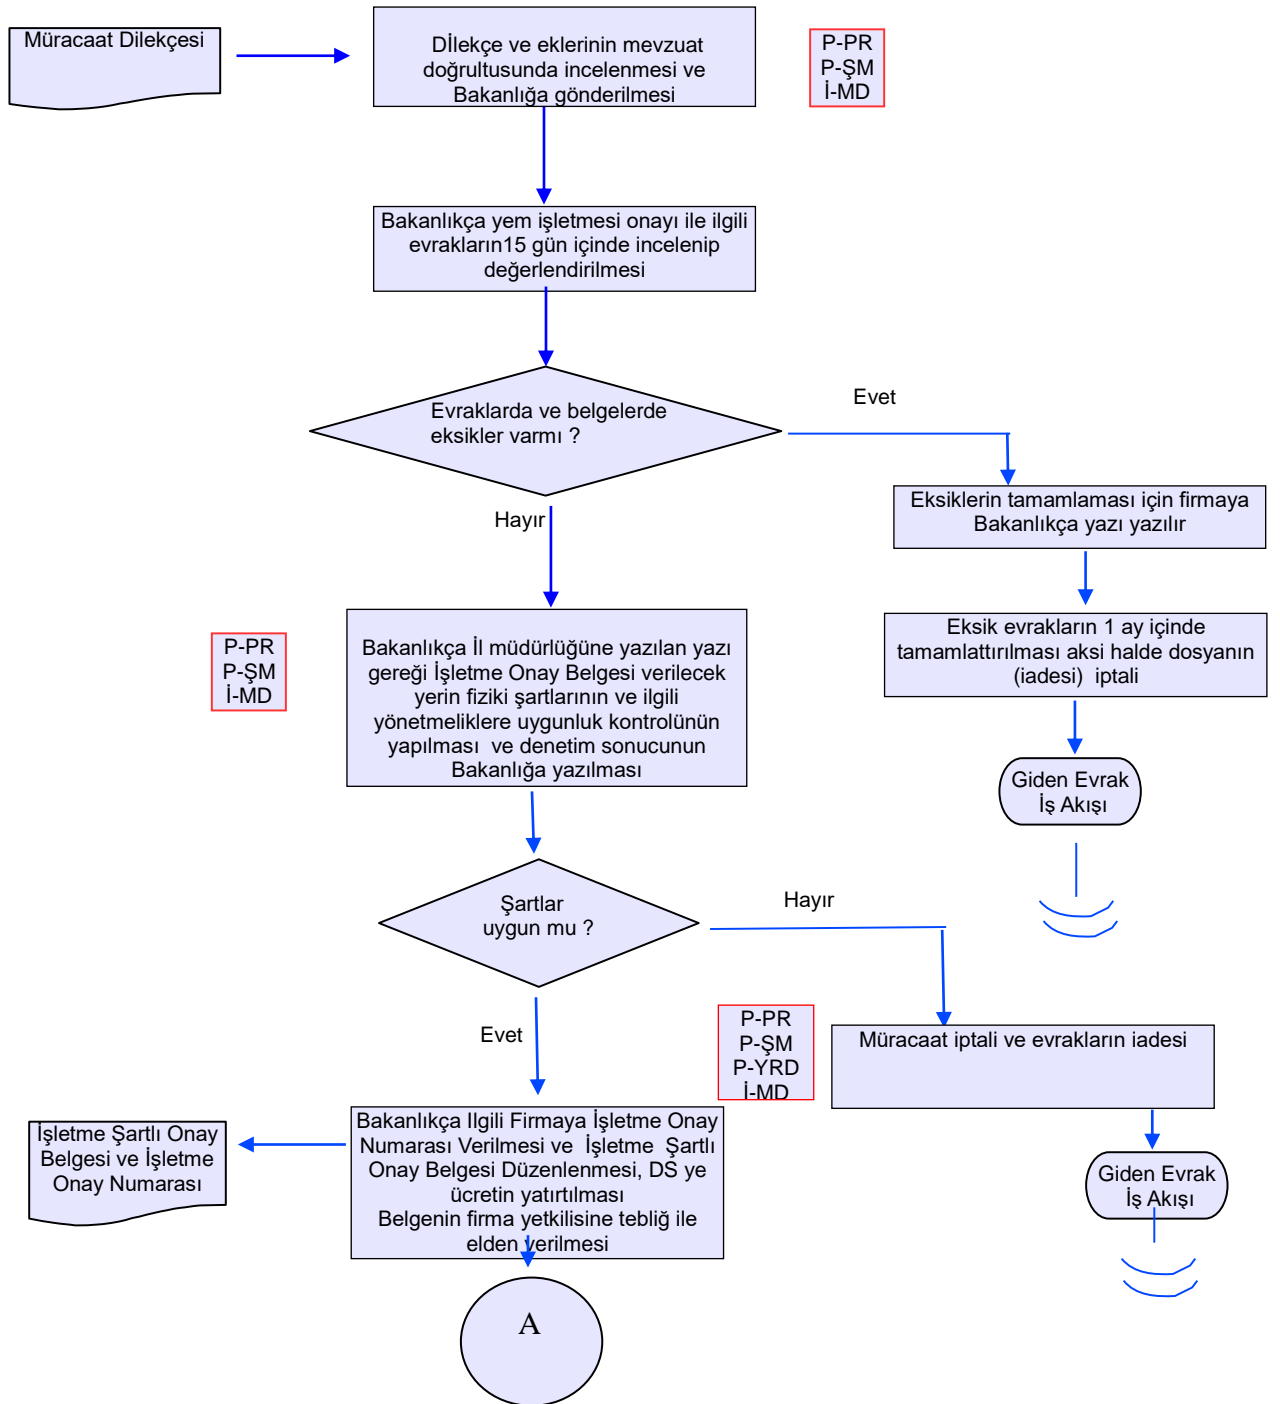 Müracaat Dilekçesi
Dİlekçe ve eklerinin mevzuat
doğrultusunda incelenmesi ve
Bakanlığa gönderilmesi
P-PR
P-ŞM
İ-MD
Bakanlıkça yem işletmesi onayı ile ilgili
evrakların15 gün içinde incelenip
değerlendirilmesi
Evraklarda ve belgelerde
eksikler varmı ?
Evet
Hayır
Eksiklerin tamamlaması için firmaya
Bakanlıkça yazı yazılır
Eksik evrakların 1 ay içinde
tamamlattırılması aksi halde dosyanın
(iadesi) iptali
Giden Evrak
İş Akışı
P-PR
P-ŞM
İ-MD
Bakanlıkça İl müdürlüğüne yazılan yazı
gereği İşletme Onay Belgesi verilecek
yerin fiziki şartlarının ve ilgili
yönetmeliklere uygunluk kontrolünün
yapılması ve denetim sonucunun
Bakanlığa yazılması
Şartlar
uygun mu ?
Hayır
Evet
P-PR
P-ŞM
P-YRD
İ-MD
Müracaat iptali ve evrakların iadesi
Giden Evrak
İş Akışı
Bakanlıkça Ilgili Firmaya İşletme Onay
Numarası Verilmesi ve İşletme Şartlı
Onay Belgesi Düzenlenmesi, DS ye
ücretin yatırtılması
Belgenin firma yetkilisine tebliğ ile
elden verilmesi
İşletme Şartlı Onay
Belgesi ve İşletme
Onay Numarası
A